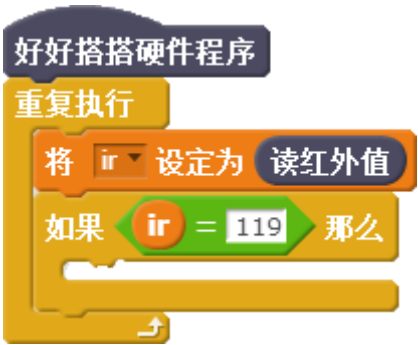 好好搭搭硬件程序
重复执行
将 ir 设定为 读红外值
如果 ir = 119 那么